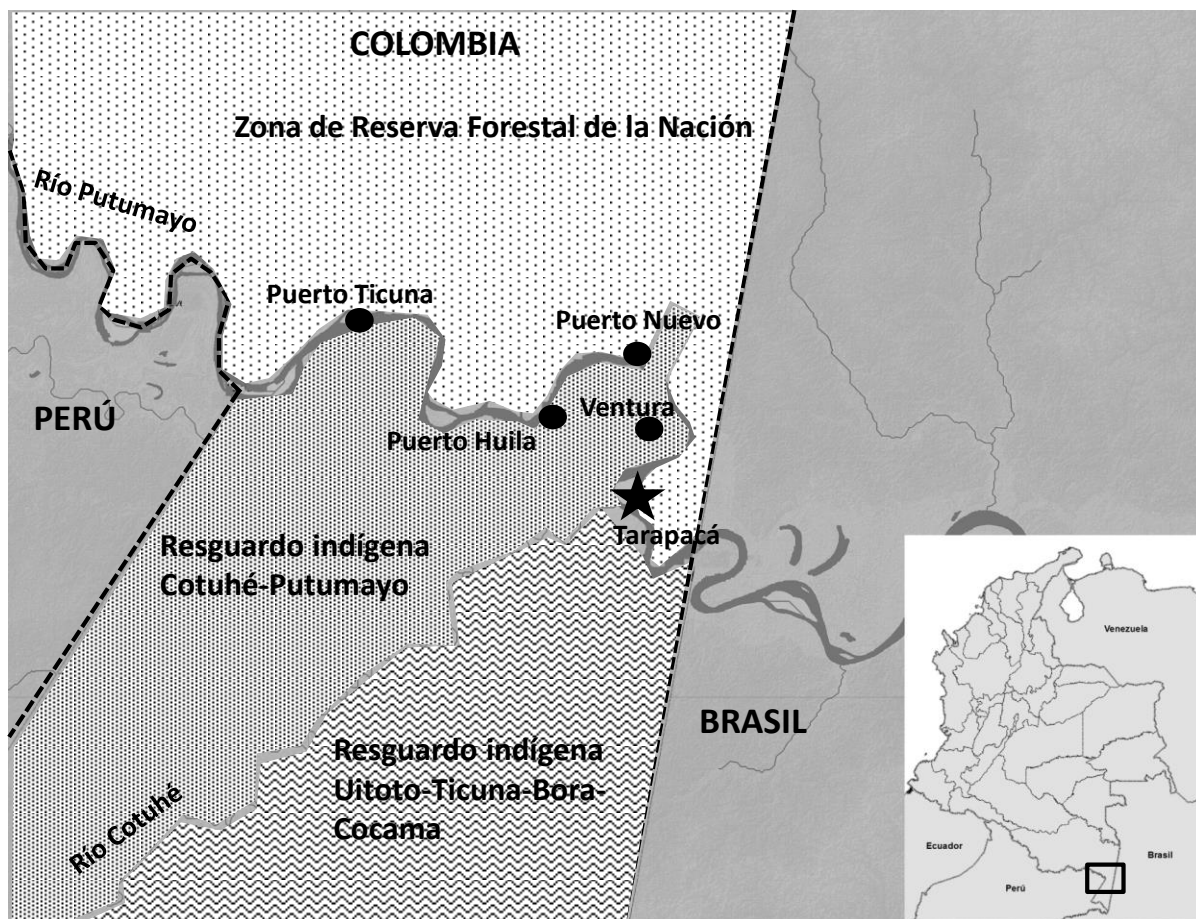 COLOMBIA
Zona de Reserva Forestal de la Nación
Río Putumayo
Puerto Ticuna
Puerto Nuevo
PERÚ
Ventura
Puerto Huila
Tarapacá
Resguardo indígena
Cotuhé-Putumayo
BRASIL
Resguardo indígena
Uitoto-Ticuna-Bora-
Cocama
Río Cotuhé
Venezuela
Ecuador
Brasil
Perú